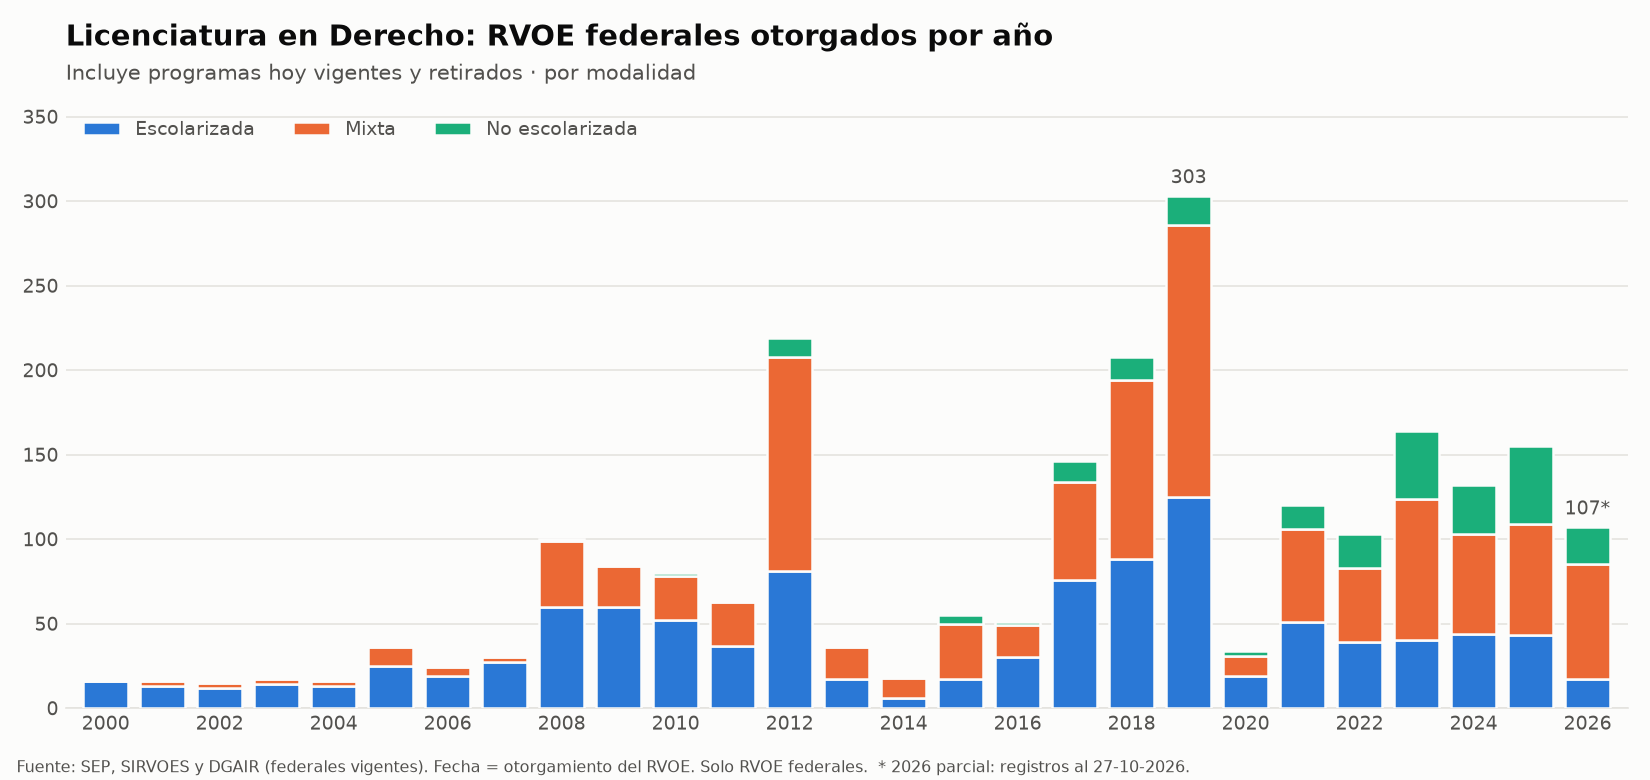 Licenciatura en Derecho: RVOE federales otorgados por año
Incluye programas hoy vigentes y retirados · por modalidad
350
Escolarizada Mixta No escolarizada
303
300
250
200
150
107*
100
50
0
2000 2002 2004 2006 2008 2010 2012 2014 2016 2018 2020 2022 2024 2026
Fuente: SEP, SIRVOES y DGAIR (federales vigentes). Fecha = otorgamiento del RVOE. Solo RVOE federales. * 2026 parcial: registros al 27-10-2026.